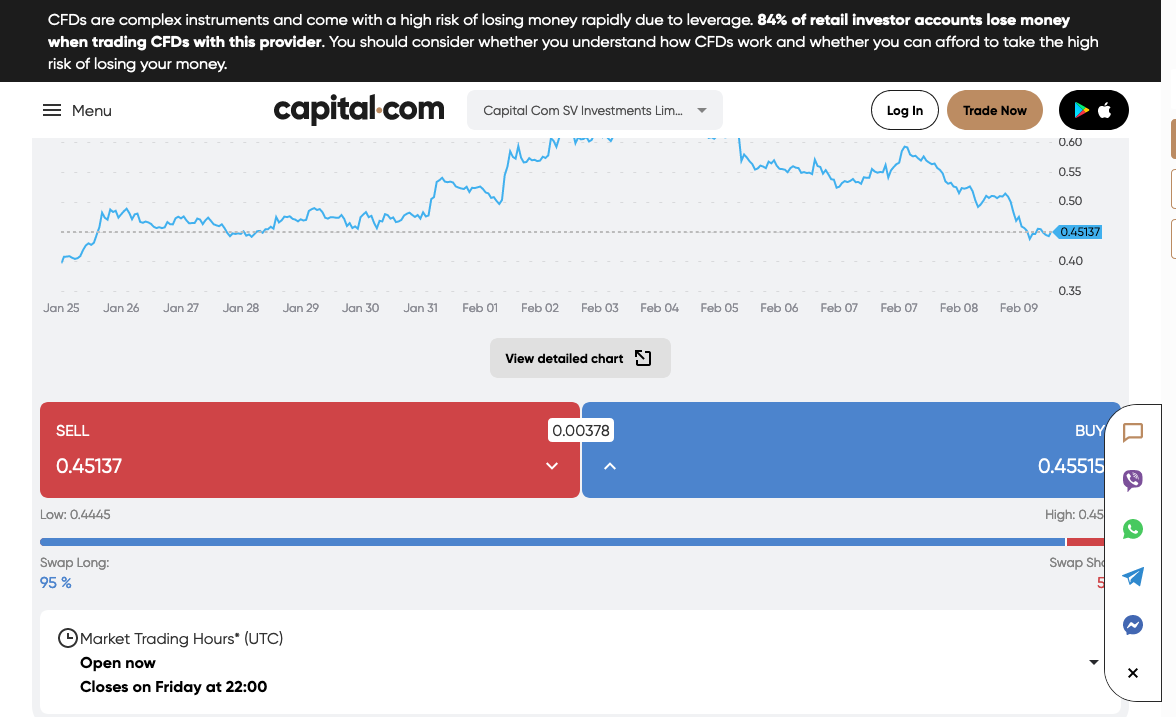 CFDs are complex instruments and come with a high risk of losing money rapidly due to leverage. 84% of retail investor accounts lose money
when trading CFDs with this provider. You should consider whether you understand how CFDs work and whether you can afford to take the high
risk of losing your money.
Menu
capital.com
Capital Com SV Investments Lim...
Log In
Trade Now
0.60
0.55
0.50
0.45137
0.40
0.35
Jan 25 Jan 26 Jan 27 Jan 28 Jan 29 Jan 30 Jan 31 Feb 01 Feb 02 Feb 03 Feb 04 Feb 05 Feb 06 Feb 07 Feb 07 Feb 08 Feb 09
View detailed chart
SELL 0.00378 BUY
0.45137 0.45515
Low: 0.4445 High: 0.45
Swap Long: Swap Sho
95 % 5
Market Trading Hours* (UTC)
Open now
Closes on Friday at 22:00